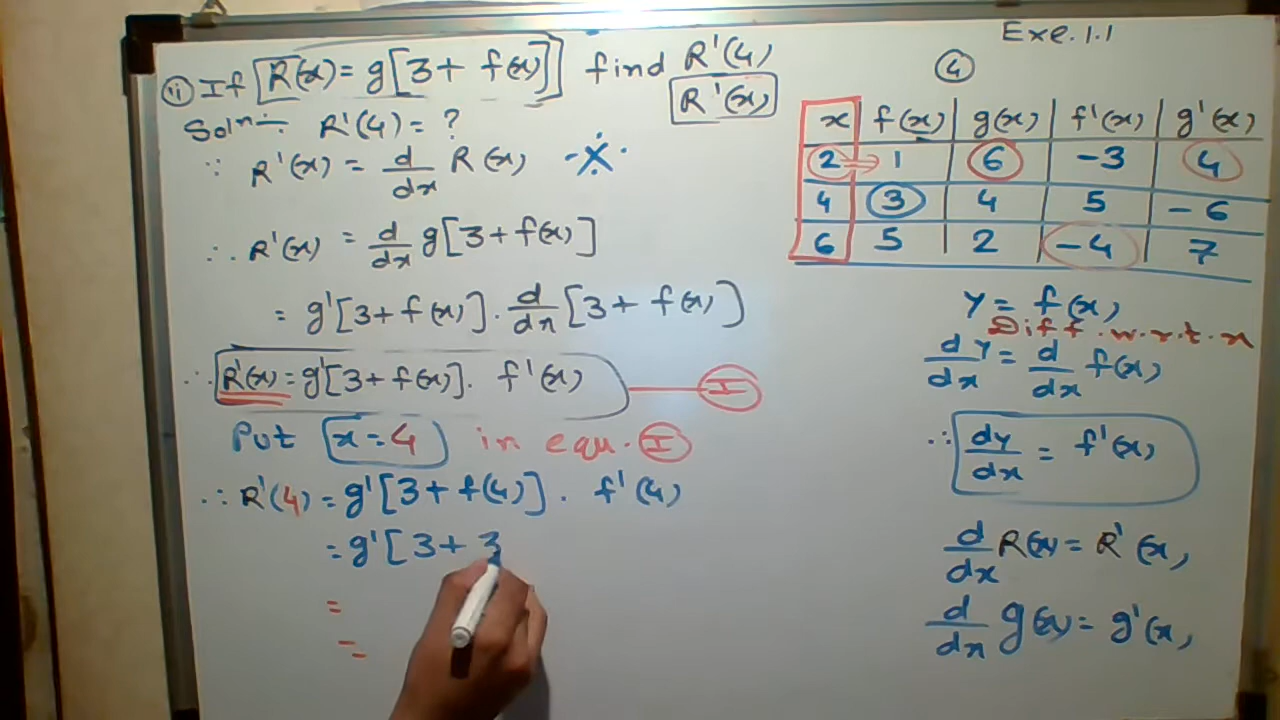 Exe.1.1
ii) If R(x) = g[3 + f(x)] find R'(4)
R'(x)
Soln:- R'(4) = ?
∵ R'(x) = d/dx R(x)
∴ R'(x) = d/dx g[3 + f(x)]
= g'[3 + f(x)] . d/dx [3 + f(x)]
∴ R'(x) = g'[3 + f(x)] . f'(x) — I
Put x = 4 in equ. I
∴ R'(4) = g'[3 + f(4)] . f'(4)
= g'[3 + 3
=
=
4
x | f(x) | g(x) | f'(x) | g'(x)
2 ⇒ 1 | 6 | -3 | 4
4 | 3 | 4 | 5 | -6
6 | 5 | 2 | -4 | 7
Y = f(x)
Diff. w.r.t. x
dY/dx = d/dx f(x)
∴ dy/dx = f'(x)
d/dx R(x) = R'(x)
d/dx g(x) = g'(x)